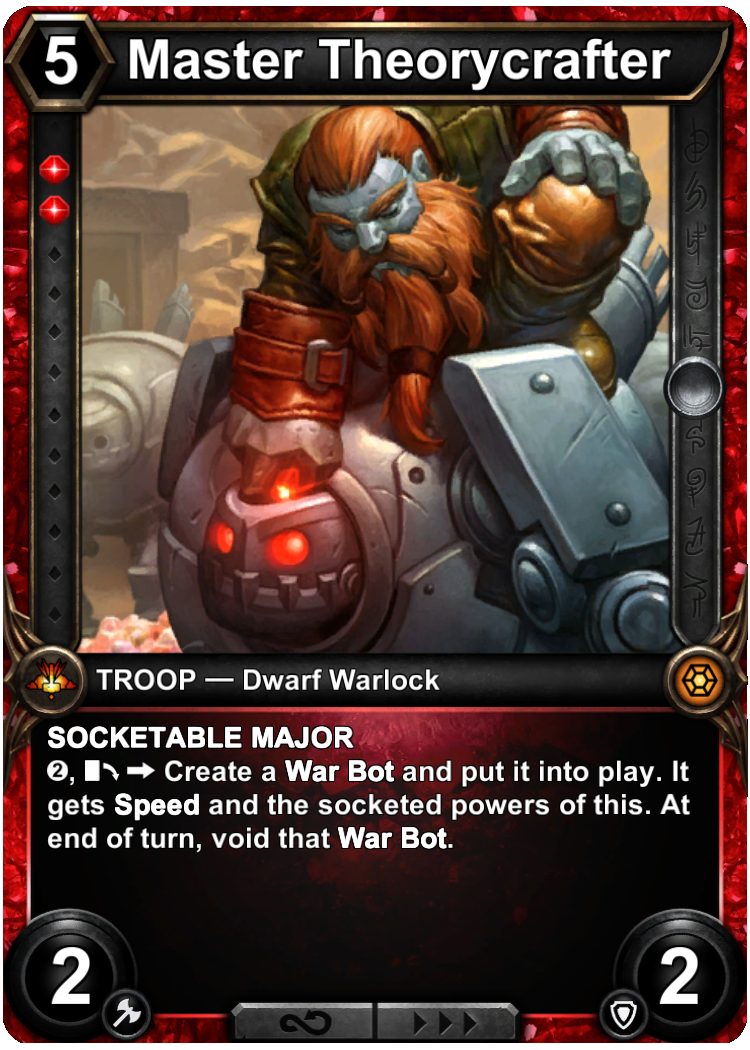 5 Master Theorycrafter
TROOP — Dwarf Warlock
SOCKETABLE MAJOR
❷, ➡ Create a War Bot and put it into play. It
gets Speed and the socketed powers of this. At
end of turn, void that War Bot.
2 2